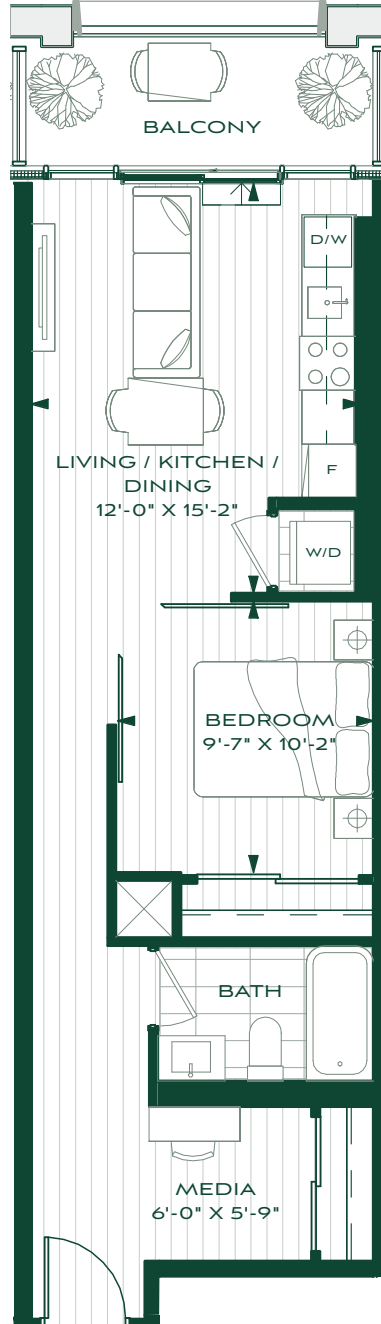 BALCONY
D/W
LIVING / KITCHEN /
DINING
12'-0" X 15'-2"
F
W/D
BEDROOM
9'-7" X 10'-2"
BATH
MEDIA
6'-0" X 5'-9"